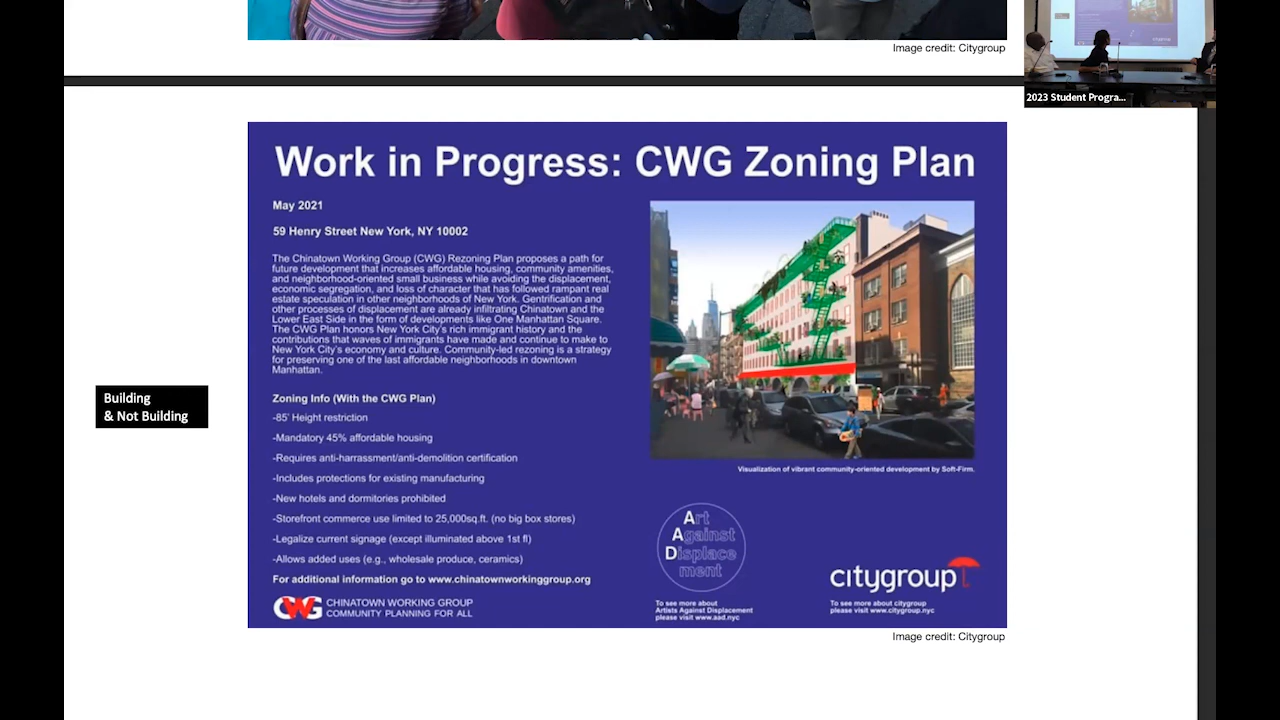 Image credit: Citygroup
2023 Student Progra...
Work in Progress: CWG Zoning Plan
May 2021
59 Henry Street New York, NY 10002
The Chinatown Working Group (CWG) Rezoning Plan proposes a path for
future development that increases affordable housing, community amenities,
and neighborhood-oriented small business while avoiding the displacement,
economic segregation, and loss of character that has followed rampant real
estate speculation in other neighborhoods of New York. Gentrification and
other processes of displacement are already infiltrating Chinatown and the
Lower East Side in the form of developments like One Manhattan Square.
The CWG Plan honors New York City's rich immigrant history and the
contributions that waves of immigrants have made and continue to make to
New York City's economy and culture. Community-led rezoning is a strategy
for preserving one of the last affordable neighborhoods in downtown
Manhattan.
Zoning Info (With the CWG Plan)
-85' Height restriction
-Mandatory 45% affordable housing
-Requires anti-harrassment/anti-demolition certification
-Includes protections for existing manufacturing
-New hotels and dormitories prohibited
-Storefront commerce use limited to 25,000sq.ft. (no big box stores)
-Legalize current signage (except illuminated above 1st fl)
-Allows added uses (e.g., wholesale produce, ceramics)
For additional information go to www.chinatownworkinggroup.org
CWG CHINATOWN WORKING GROUP
COMMUNITY PLANNING FOR ALL
Visualization of vibrant community-oriented development by Soft-Firm.
Art
Against
Displace
ment
To see more about
Artists Against Displacement
please visit www.aad.nyc
citygroup
To see more about citygroup
please visit www.citygroup.nyc
Building
& Not Building
Image credit: Citygroup